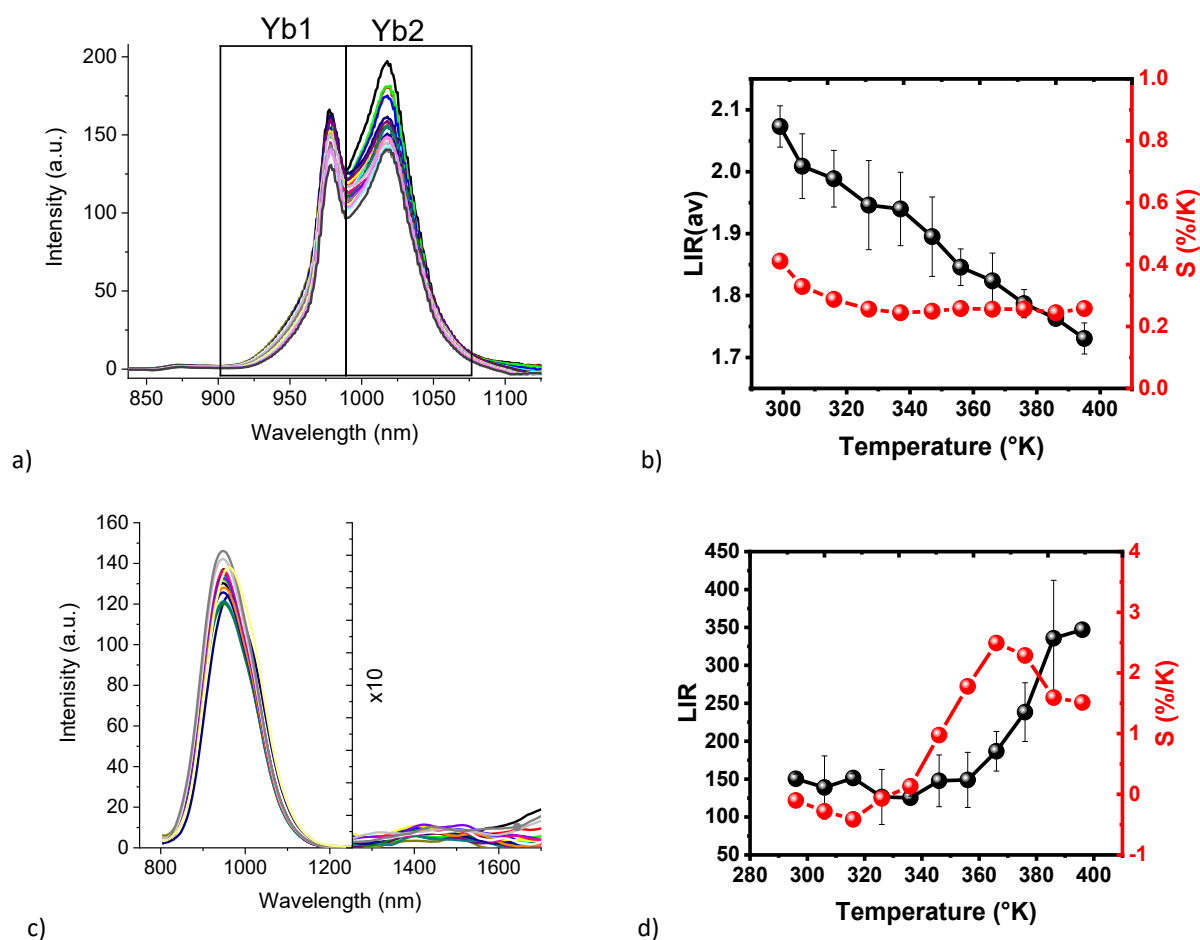 Yb1 Yb2
200
150
100
50
0
850 900 950 1000 1050 1100
Intensity (a.u.)
Wavelength (nm)
a)
2.1
2.0
1.9
1.8
1.7
300 320 340 360 380 400
LIR(av)
Temperature (°K)
1.0
0.8
0.6
0.4
0.2
0.0
S (%/K)
b)
160
140
120
100
80
60
40
20
0
800 1000 1200 1400 1600
Intenisity (a.u.)
x10
Wavelength (nm)
c)
450
400
350
300
250
200
150
100
50
280 300 320 340 360 380 400
LIR
Temperature (°K)
4
3
2
1
0
-1
S (%/K)
d)